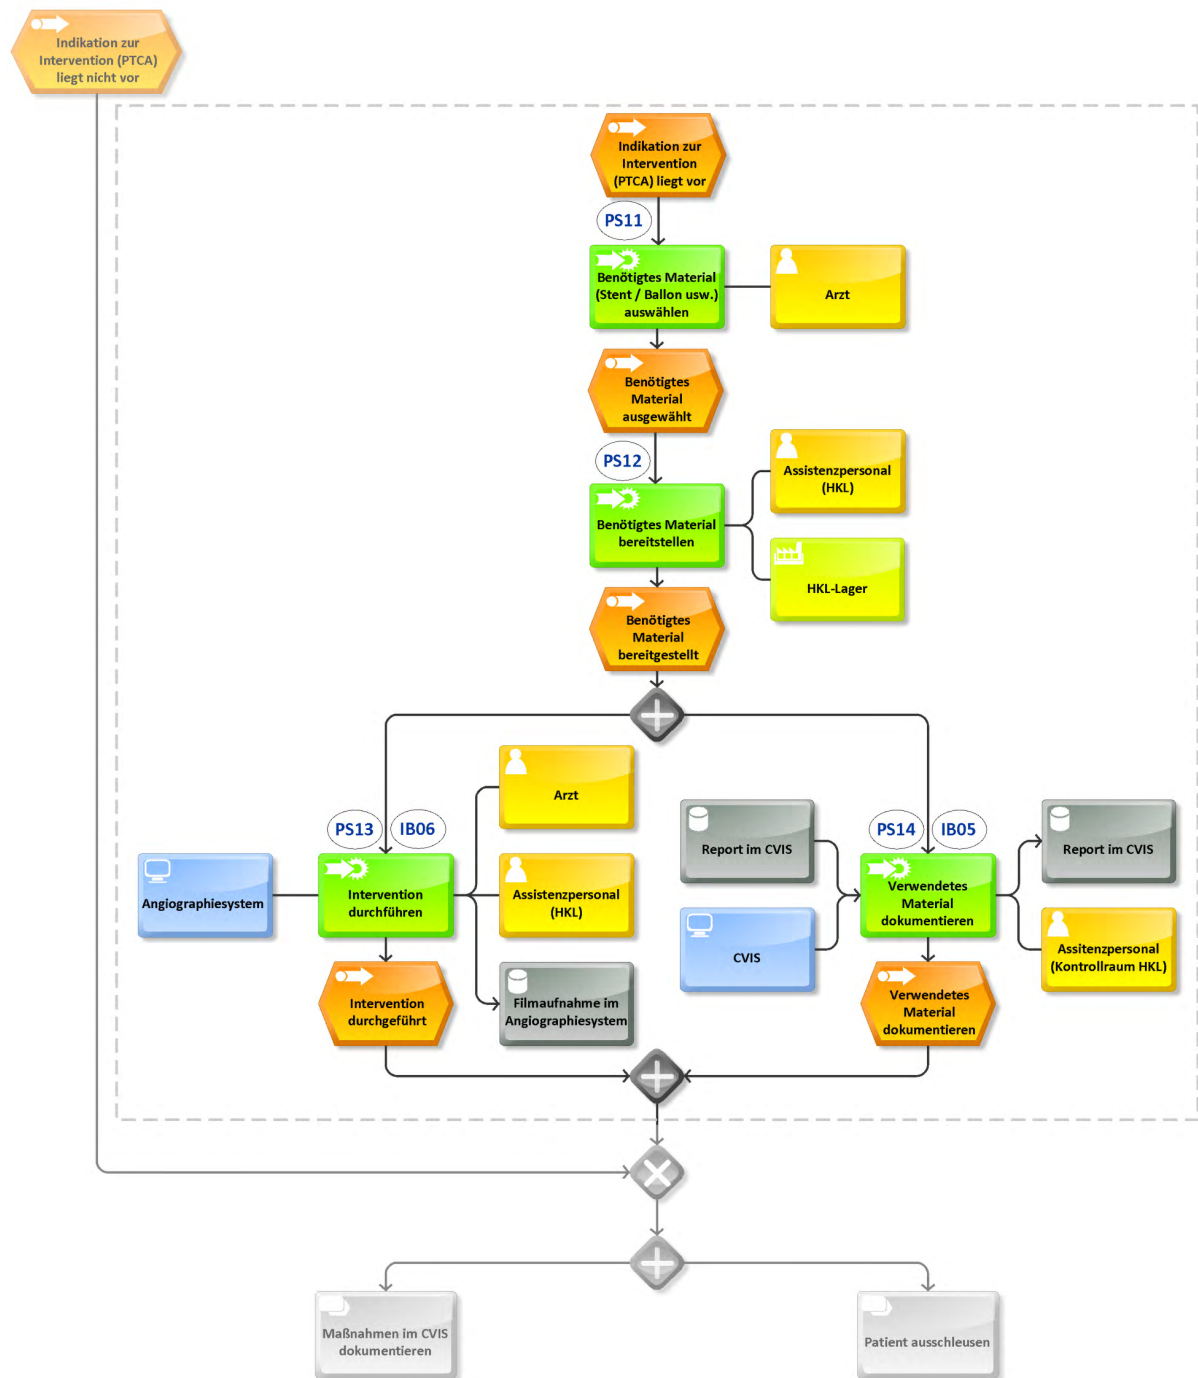 Indikation zur
Intervention (PTCA)
liegt nicht vor
Indikation zur
Intervention
(PTCA) liegt vor
PS11
Benötigtes Material
(Stent / Ballon usw.)
auswählen
Arzt
Benötigtes
Material
ausgewählt
PS12
Assistenzpersonal
(HKL)
Benötigtes Material
bereitstellen
HKL-Lager
Benötigtes
Material
bereitgestellt
Arzt
PS13
IB06
PS14
IB05
Report im CVIS
Report im CVIS
Angiographiesystem
Intervention
durchführen
Assistenzpersonal
(HKL)
Verwendetes
Material
dokumentieren
CVIS
Assitenzpersonal
(Kontrollraum HKL)
Intervention
durchgeführt
Filmaufnahme im
Angiographiesystem
Verwendetes
Material
dokumentieren
Maßnahmen im CVIS
dokumentieren
Patient ausschleusen